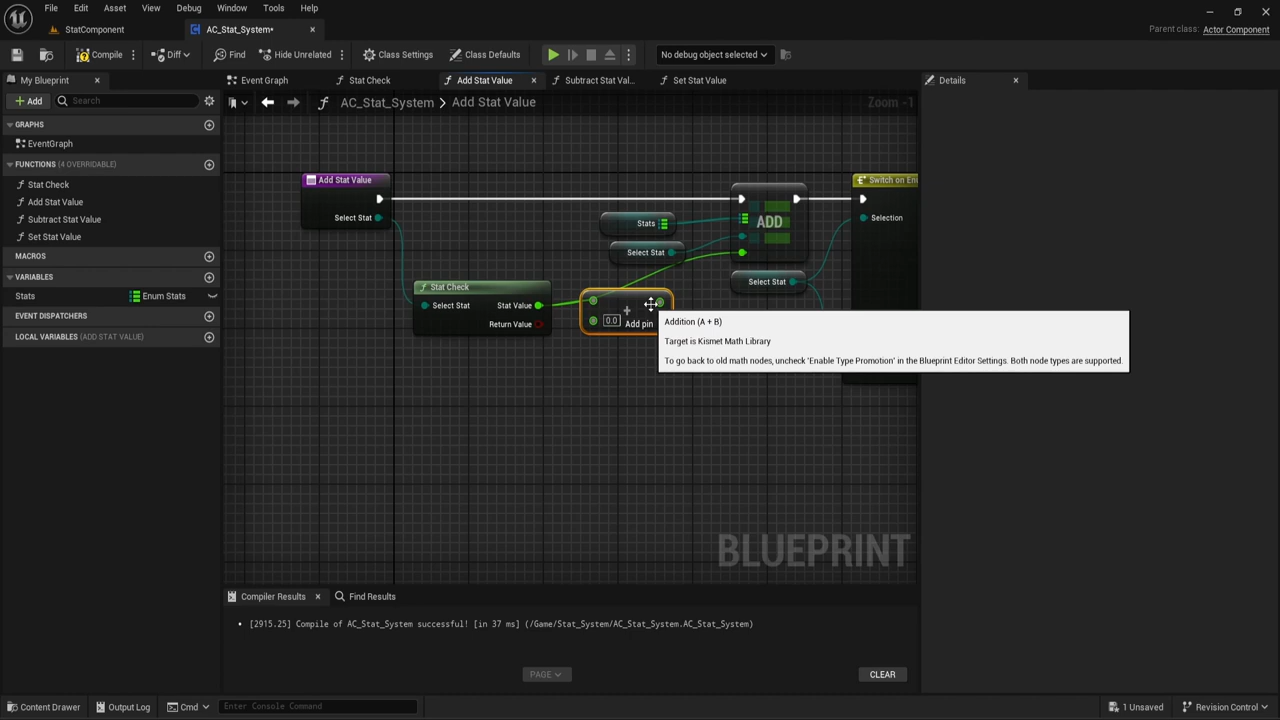 File Edit Asset View Debug Window Tools Help
StatComponent
AC_Stat_System*
Parent class: Actor Component
Compile
Diff
Find
Hide Unrelated
Class Settings
Class Defaults
No debug object selected
My Blueprint
Add
Search
GRAPHS
EventGraph
FUNCTIONS (4 OVERRIDABLE)
Stat Check
Add Stat Value
Subtract Stat Value
Set Stat Value
MACROS
VARIABLES
Stats
Enum Stats
EVENT DISPATCHERS
LOCAL VARIABLES (ADD STAT VALUE)
Event Graph
Stat Check
Add Stat Value
Subtract Stat Val...
Set Stat Value
AC_Stat_System > Add Stat Value
Zoom -1
Add Stat Value
Select Stat
Stats
Select Stat
ADD
Select Stat
Switch on En
Selection
Stat Check
Select Stat
Stat Value
Return Value
0.0
Add pin
Addition (A + B)
Target is Kismet Math Library
To go back to old math nodes, uncheck 'Enable Type Promotion' in the Blueprint Editor Settings. Both node types are supported.
BLUEPRINT
Details
Compiler Results
Find Results
[2915.25] Compile of AC_Stat_System successful! [in 37 ms] (/Game/Stat_System/AC_Stat_System.AC_Stat_System)
PAGE
CLEAR
Content Drawer
Output Log
Cmd
Enter Console Command
1 Unsaved
Revision Control